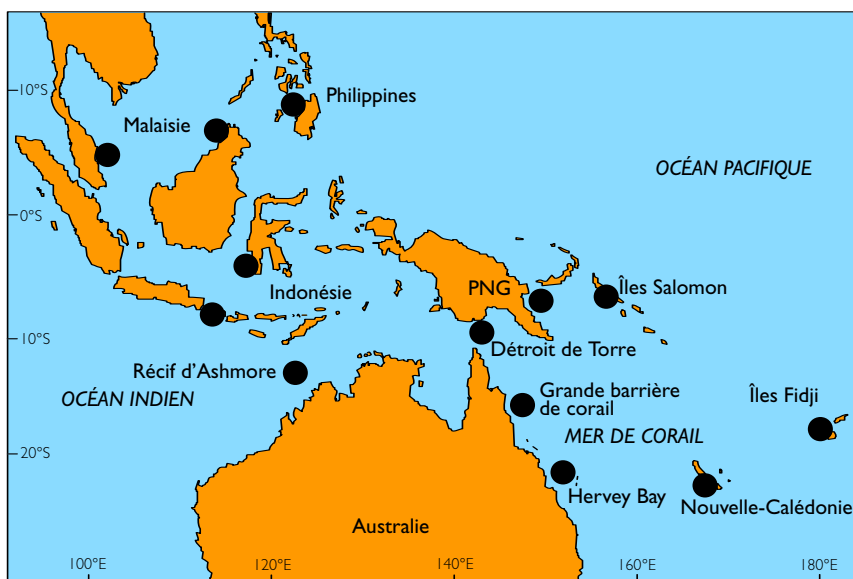 Philippines
10°S
Malaisie
OCÉAN PACIFIQUE
0°S
Indonésie
PNG
Îles Salomon
10°S
Détroit de Torre
Récif d'Ashmore
OCÉAN INDIEN
Grande barrière
de corail
Îles Fidji
MER DE CORAIL
20°S
Hervey Bay
Nouvelle-Calédonie
Australie
100°E
120°E
140°E
160°E
180°E